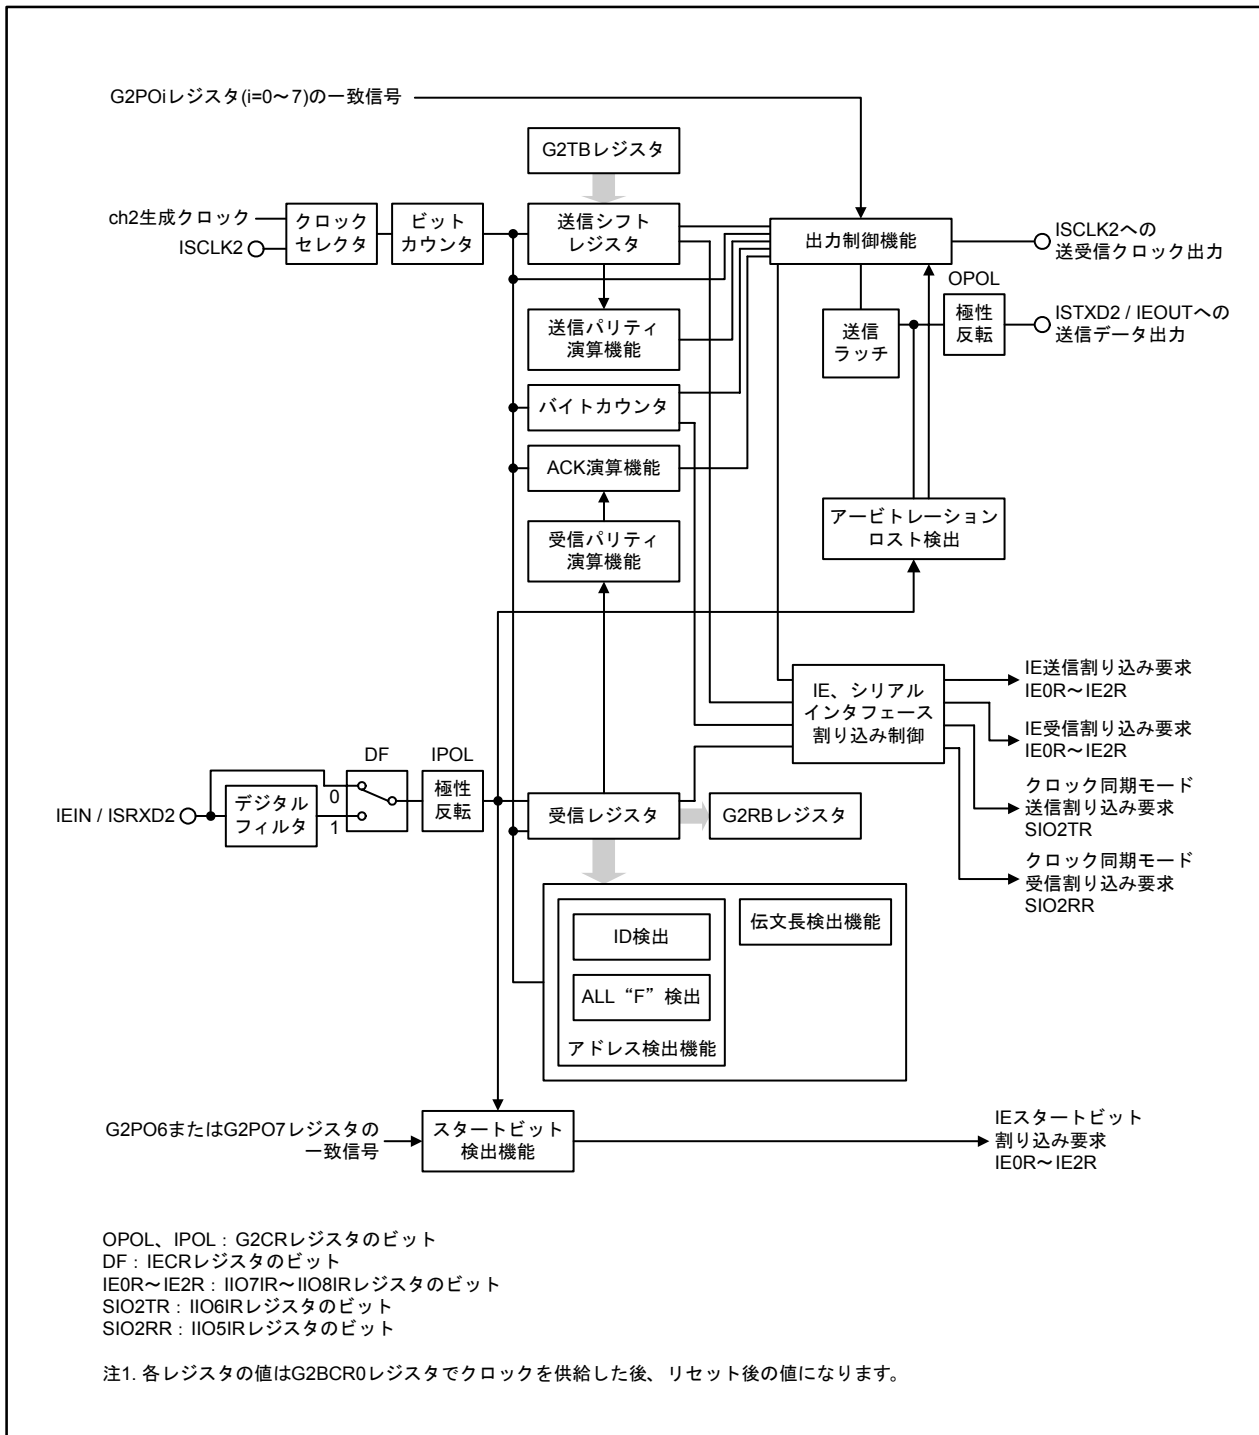 G2POiレジスタ(i=0～7)の一致信号
G2TBレジスタ
ch2生成クロック
ISCLK2
クロック
セレクタ
ビット
カウンタ
送信シフト
レジスタ
出力制御機能
ISCLK2への
送受信クロック出力
OPOL
送信パリティ
演算機能
送信
ラッチ
極性
反転
ISTXD2 / IEOUTへの
送信データ出力
バイトカウンタ
ACK演算機能
受信パリティ
演算機能
アービトレーション
ロスト検出
IE、シリアル
インタフェース
割り込み制御
IE送信割り込み要求
IE0R～IE2R
IE受信割り込み要求
IE0R～IE2R
クロック同期モード
送信割り込み要求
SIO2TR
クロック同期モード
受信割り込み要求
SIO2RR
DF
IPOL
IEIN / ISRXD2
デジタル
フィルタ
0
1
極性
反転
受信レジスタ
G2RBレジスタ
ID検出
ALL “F” 検出
アドレス検出機能
伝文長検出機能
G2PO6またはG2PO7レジスタの
一致信号
スタートビット
検出機能
IEスタートビット
割り込み要求
IE0R～IE2R
OPOL、IPOL : G2CRレジスタのビット
DF : IECRレジスタのビット
IE0R～IE2R : IIO7IR～IIO8IRレジスタのビット
SIO2TR : IIO6IRレジスタのビット
SIO2RR : IIO5IRレジスタのビット
注1. 各レジスタの値はG2BCR0レジスタでクロックを供給した後、リセット後の値になります。